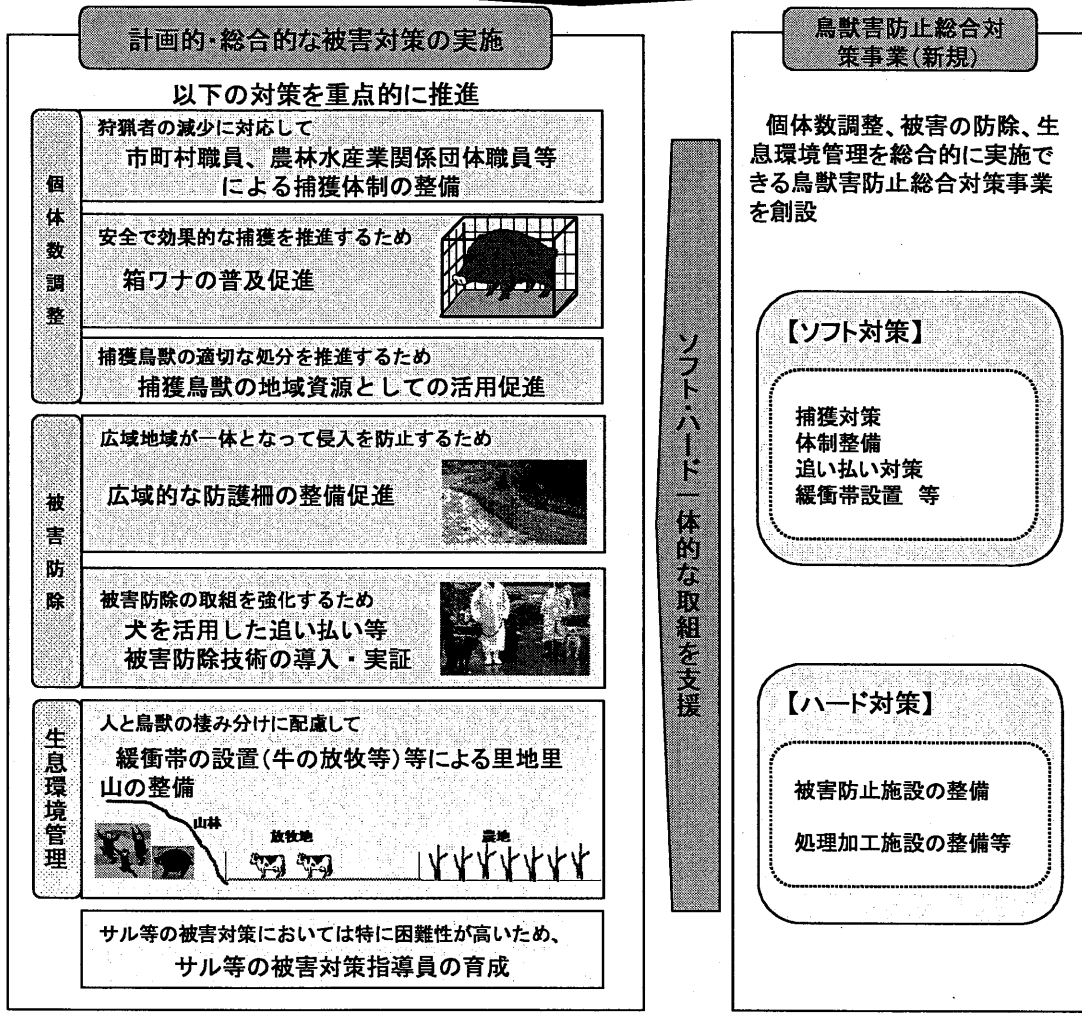 計画的・総合的な被害対策の実施
以下の対策を重点的に推進
個体数調整
狩猟者の減少に対応して
市町村職員、農林水産業関係団体職員等
による捕獲体制の整備
安全で効果的な捕獲を推進するため
箱ワナの普及促進
捕獲鳥獣の適切な処分を推進するため
捕獲鳥獣の地域資源としての活用促進
被害防除
広域地域が一体となって侵入を防止するため
広域的な防護柵の整備促進
被害防除の取組を強化するため
犬を活用した追い払い等
被害防除技術の導入・実証
生息環境管理
人と鳥獣の棲み分けに配慮して
緩衝帯の設置(牛の放牧等)等による里地里
山の整備
山林
放牧地
農地
サル等の被害対策においては特に困難性が高いため、
サル等の被害対策指導員の育成
ソフト・ハード一体的な取組を支援
鳥獣害防止総合対
策事業(新規)
個体数調整、被害の防除、生
息環境管理を総合的に実施で
きる鳥獣害防止総合対策事業
を創設
【ソフト対策】
捕獲対策
体制整備
追い払い対策
緩衝帯設置 等
【ハード対策】
被害防止施設の整備
処理加工施設の整備等